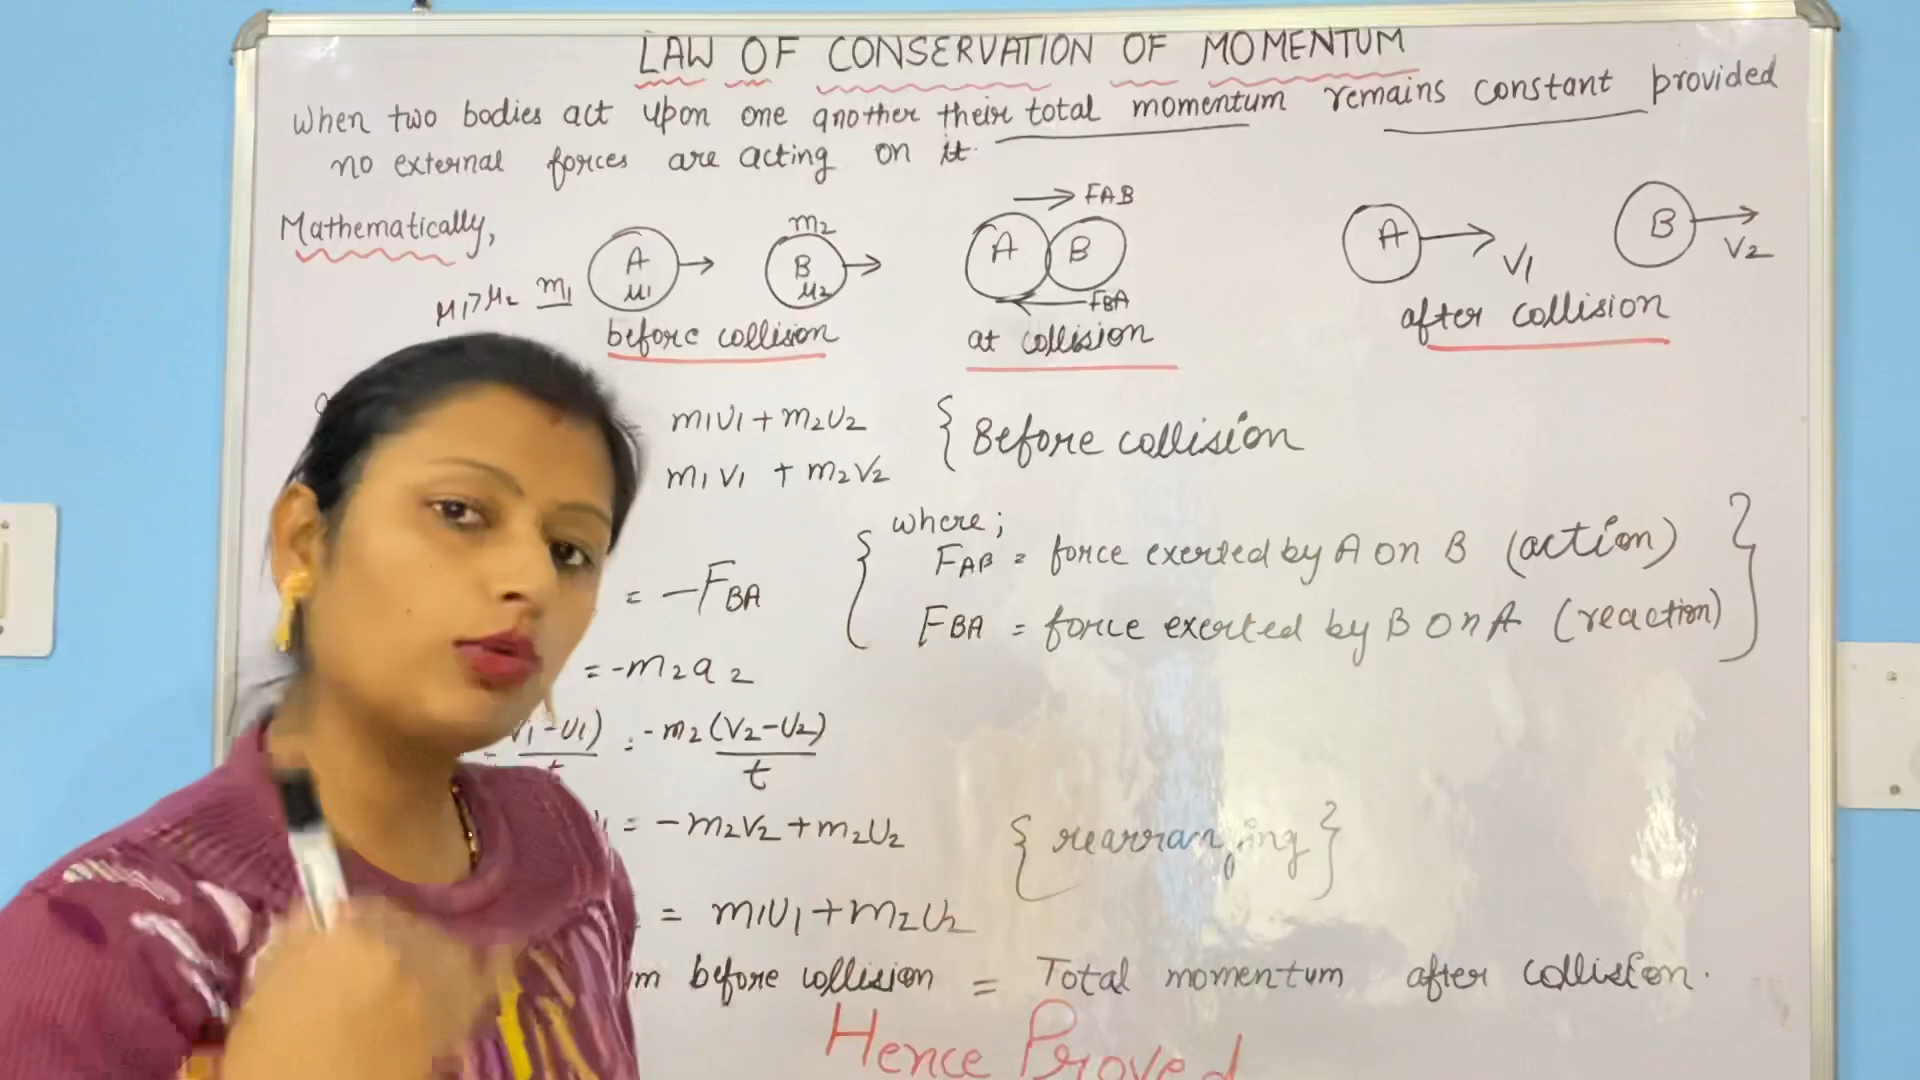 LAW OF CONSERVATION OF MOMENTUM
When two bodies act upon one another their total momentum remains constant provided
no external forces are acting on it.
Mathematically,
μ1>μ2 m1
A
μ1
m2
B
μ2
before collision
FAB
A B
FBA
at collision
A
V1
B
V2
after collision
m1U1+m2U2 { Before collision
m1V1 + m2V2
= -FBA
{ where;
FAB = force exerted by A on B (action)
FBA = force exerted by B on A (reaction) }
= -m2a2
V1-U1) = -m2(V2-U2)
t t
= -m2V2+m2U2 { rearranging }
= m1U1+m2U2
m before collision = Total momentum after collision.
Hence Proved